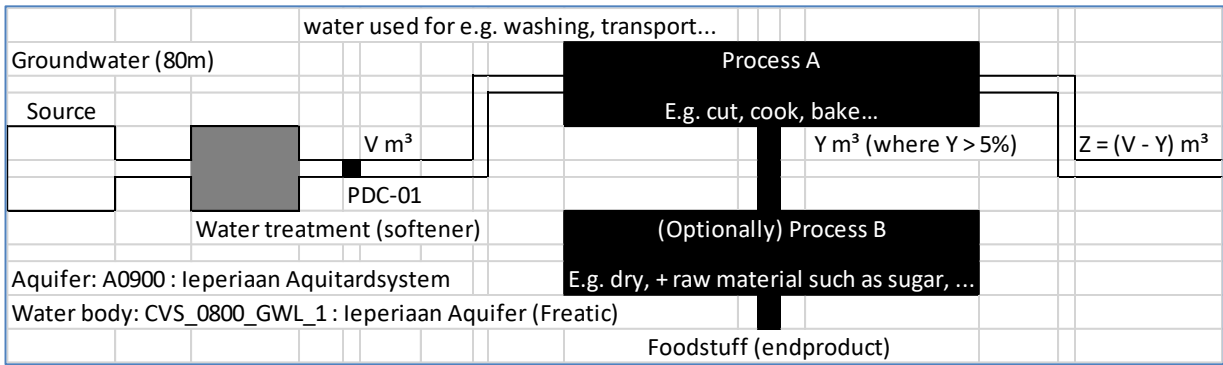 water used for e.g. washing, transport...
Groundwater (80m)
Process A
Source
E.g. cut, cook, bake...
V m³
Y m³ (where Y > 5%)
Z = (V - Y) m³
PDC-01
Water treatment (softener)
(Optionally) Process B
Aquifer: A0900 : Ieperiaan Aquitardsystem
E.g. dry, + raw material such as sugar, ...
Water body: CVS_0800_GWL_1 : Ieperiaan Aquifer (Freatic)
Foodstuff (endproduct)